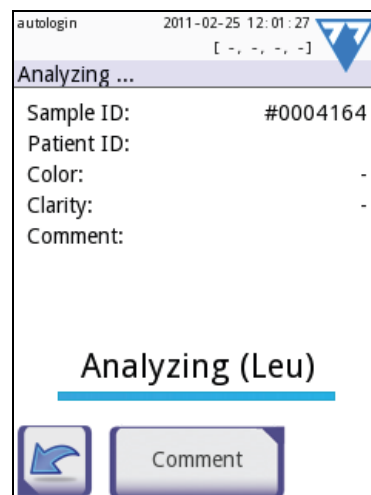 autologin 2011-02-25 12:01:27
[ -, -, -, -]
Analyzing ...
Sample ID: #0004164
Patient ID:
Color: -
Clarity: -
Comment:
Analyzing (Leu)
Comment